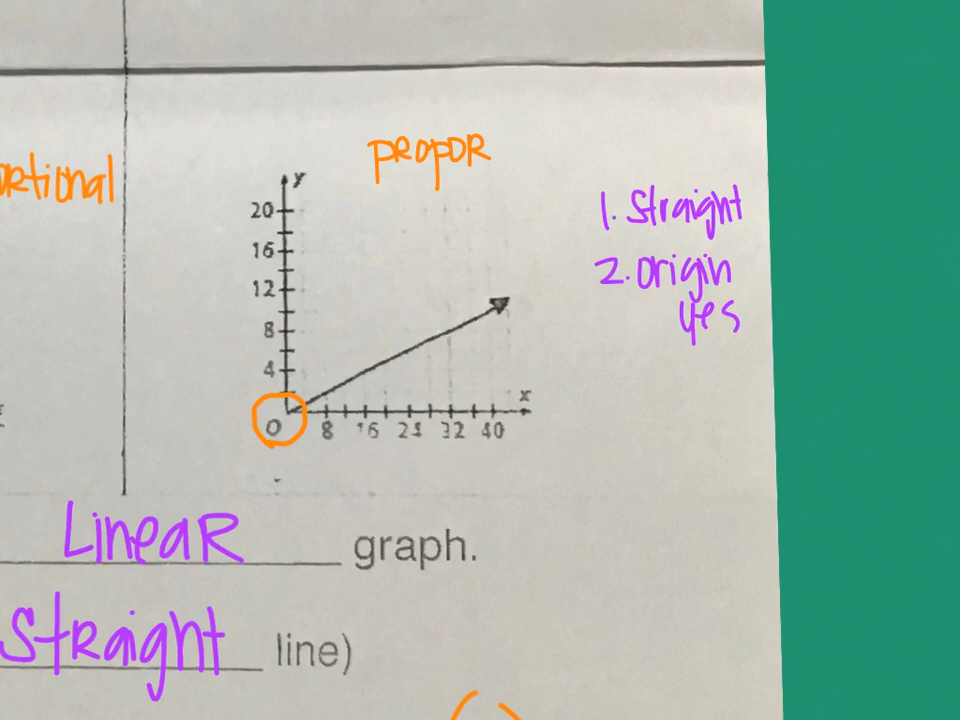 ortional
propor
y
20
16
12
8
4
O
8 16 24 32 40
x
1. Straight
2. origin
yes
Linear graph.
Straight line)